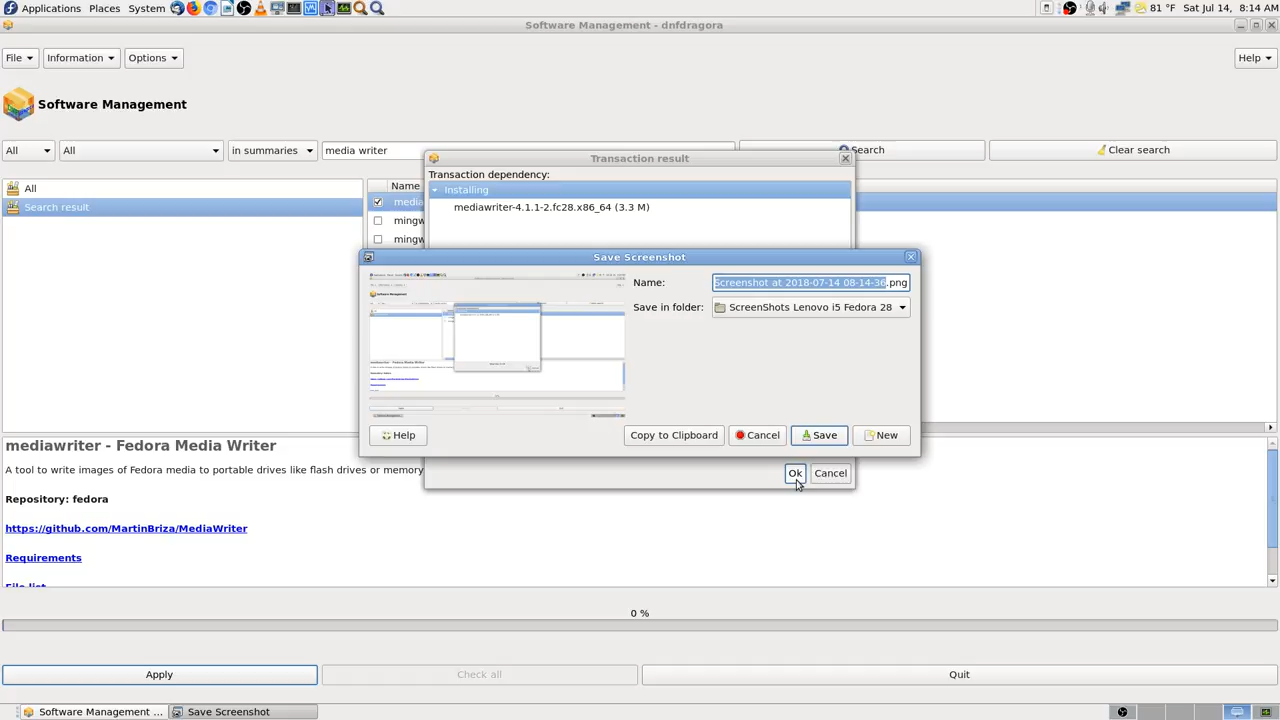 Applications Places System 81 °F Sat Jul 14, 8:14 AM
Software Management - dnfdragora
File Information Options Help
Software Management
All All in summaries media writer Search Clear search
Transaction result
Transaction dependency:
All
Search result
Name
media
mingw
mingw
Installing
mediawriter-4.1.1-2.fc28.x86_64 (3.3 M)
Save Screenshot
Name: Screenshot at 2018-07-14 08-14-36.png
Save in folder: ScreenShots Lenovo i5 Fedora 28
Help Copy to Clipboard Cancel Save New
Ok Cancel
mediawriter - Fedora Media Writer
A tool to write images of Fedora media to portable drives like flash drives or memory
Repository: fedora
https://github.com/MartinBriza/MediaWriter
Requirements
File list
0 %
Apply Check all Quit
Software Management ... Save Screenshot